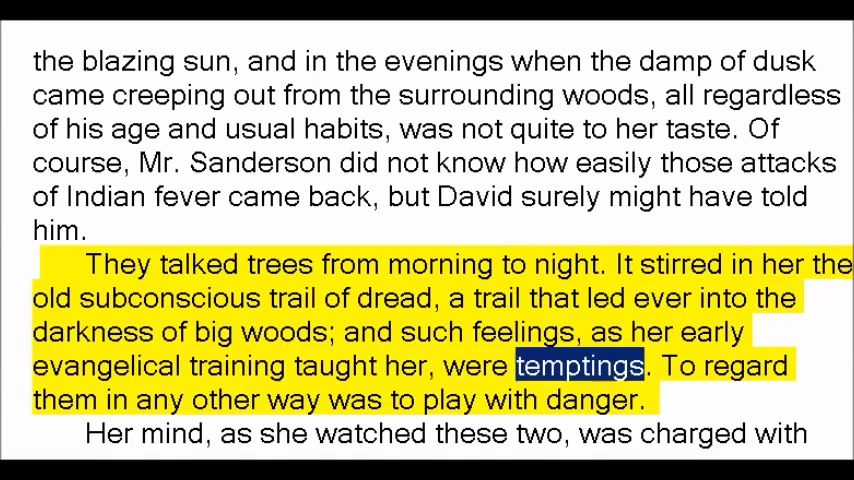 the blazing sun, and in the evenings when the damp of dusk
came creeping out from the surrounding woods, all regardless
of his age and usual habits, was not quite to her taste. Of
course, Mr. Sanderson did not know how easily those attacks
of Indian fever came back, but David surely might have told
him.
They talked trees from morning to night. It stirred in her the
old subconscious trail of dread, a trail that led ever into the
darkness of big woods; and such feelings, as her early
evangelical training taught her, were temptings. To regard
them in any other way was to play with danger.
Her mind, as she watched these two, was charged with